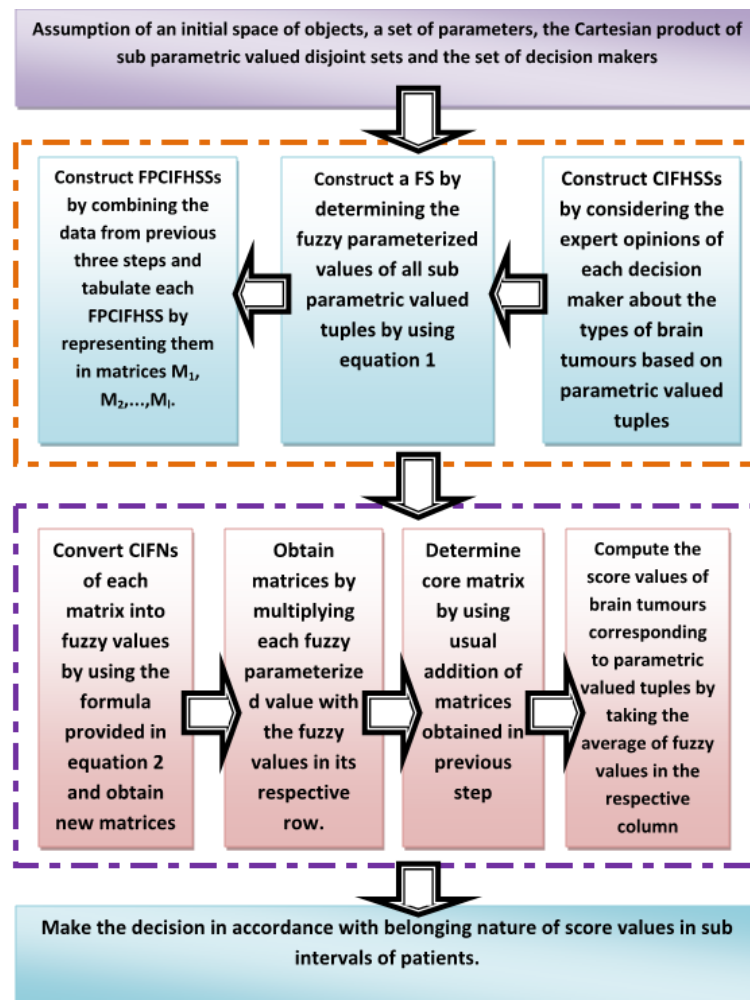 Assumption of an initial space of objects, a set of parameters, the Cartesian product of
sub parametric valued disjoint sets and the set of decision makers
Construct FPCIFHSSs
by combining the
data from previous
three steps and
tabulate each
FPCIFHSS by
representing them
in matrices M₁,
M₂,...,Mₗ.
Construct a FS by
determining the
fuzzy parameterized
values of all sub
parametric valued
tuples by using
equation 1
Construct CIFHSSs
by considering the
expert opinions of
each decision
maker about the
types of brain
tumours based on
parametric valued
tuples
Convert CIFNs
of each
matrix into
fuzzy values
by using the
formula
provided in
equation 2
and obtain
new matrices
Obtain
matrices by
multiplying
each fuzzy
parameterize
d value with
the fuzzy
values in its
respective
row.
Determine
core matrix
by using
usual
addition of
matrices
obtained in
previous
step
Compute the
score values of
brain tumours
corresponding
to parametric
valued tuples by
taking the
average of fuzzy
values in the
respective
column
Make the decision in accordance with belonging nature of score values in sub
intervals of patients.